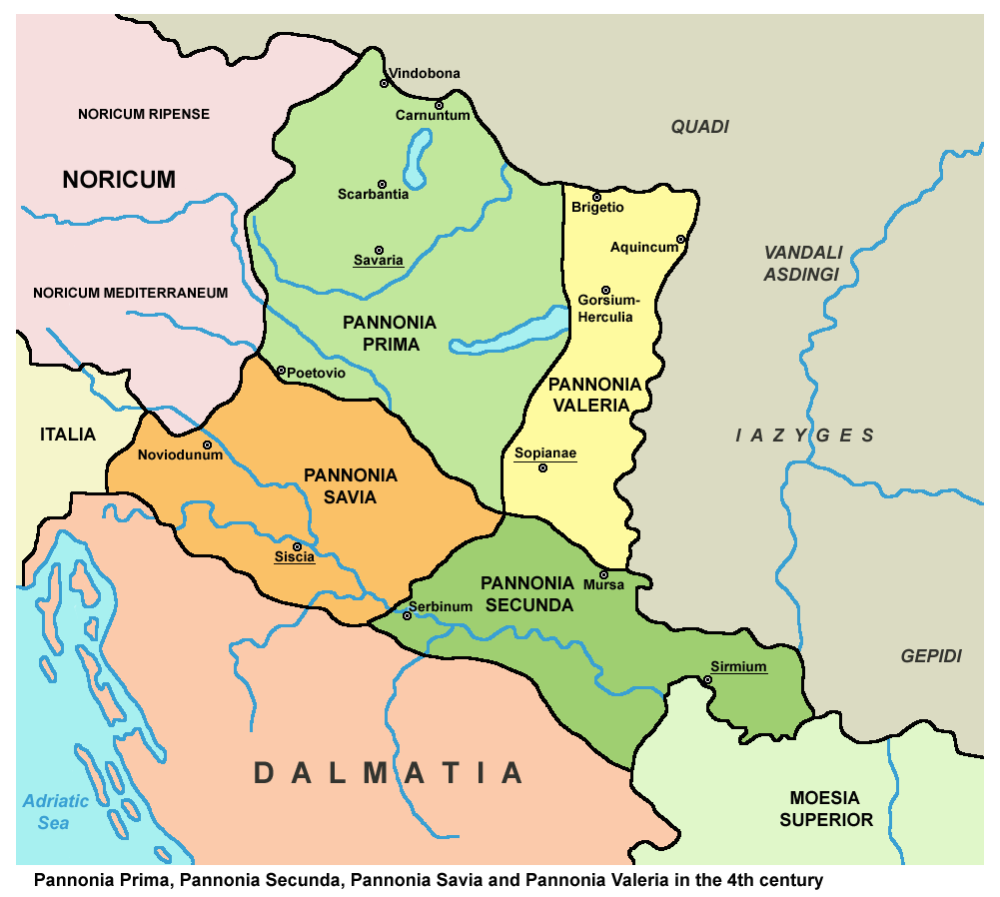 Vindobona
Carnuntum
NORICUM RIPENSE
QUADI
NORICUM
Scarbantia
Brigetio
Aquincum
Savaria
VANDALI
ASDINGI
NORICUM MEDITERRANEUM
Gorsium-
Herculia
PANNONIA
PRIMA
Poetovio
PANNONIA
VALERIA
ITALIA
I A Z Y G E S
Noviodunum
Sopianae
PANNONIA
SAVIA
Siscia
PANNONIA
SECUNDA
Mursa
Serbinum
GEPIDI
Sirmium
D A L M A T I A
Adriatic
Sea
MOESIA
SUPERIOR
Pannonia Prima, Pannonia Secunda, Pannonia Savia and Pannonia Valeria in the 4th century